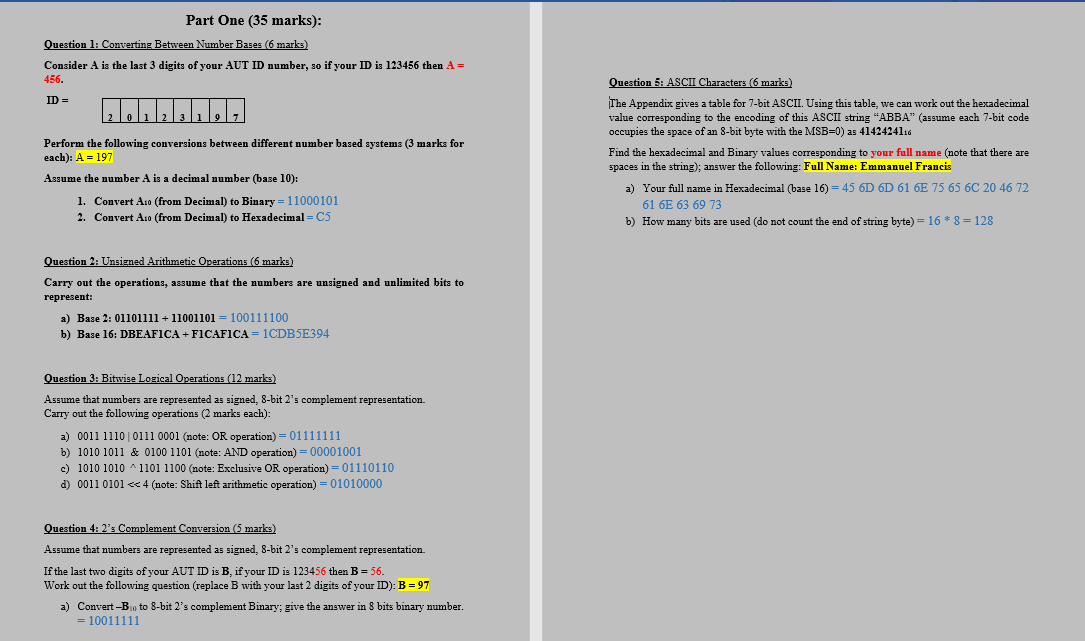 Part One (35 marks):
Question 1: Converting Between Number Bases (6 marks)
Consider A is the last 3 digits of your AUT ID number, so if your ID is 123456 then A =
456.
ID =
2 0 1 2 3 1 9 7
Perform the following conversions between different number based systems (3 marks for
each): A = 197
Assume the number A is a decimal number (base 10):
1. Convert A₁₀ (from Decimal) to Binary = 11000101
2. Convert A₁₀ (from Decimal) to Hexadecimal = C5
Question 2: Unsigned Arithmetic Operations (6 marks)
Carry out the operations, assume that the numbers are unsigned and unlimited bits to
represent:
a) Base 2: 01101111 + 11001101 = 100111100
b) Base 16: DBEAF1CA + F1CAF1CA = 1CDB5E394
Question 3: Bitwise Logical Operations (12 marks)
Assume that numbers are represented as signed, 8-bit 2's complement representation.
Carry out the following operations (2 marks each):
a) 0011 1110 | 0111 0001 (note: OR operation) = 01111111
b) 1010 1011 & 0100 1101 (note: AND operation) = 00001001
c) 1010 1010 ^ 1101 1100 (note: Exclusive OR operation) = 01110110
d) 0011 0101 << 4 (note: Shift left arithmetic operation) = 01010000
Question 4: 2's Complement Conversion (5 marks)
Assume that numbers are represented as signed, 8-bit 2's complement representation.
If the last two digits of your AUT ID is B, if your ID is 123456 then B = 56.
Work out the following question (replace B with your last 2 digits of your ID): B = 97
a) Convert –B₁₀ to 8-bit 2's complement Binary; give the answer in 8 bits binary number.
= 10011111
Question 5: ASCII Characters (6 marks)
The Appendix gives a table for 7-bit ASCII. Using this table, we can work out the hexadecimal
value corresponding to the encoding of this ASCII string "ABBA" (assume each 7-bit code
occupies the space of an 8-bit byte with the MSB=0) as 41424241₁₆
Find the hexadecimal and Binary values corresponding to your full name (note that there are
spaces in the string); answer the following: Full Name: Emmanuel Francis
a) Your full name in Hexadecimal (base 16) = 45 6D 6D 61 6E 75 65 6C 20 46 72
61 6E 63 69 73
b) How many bits are used (do not count the end of string byte) = 16 * 8 = 128